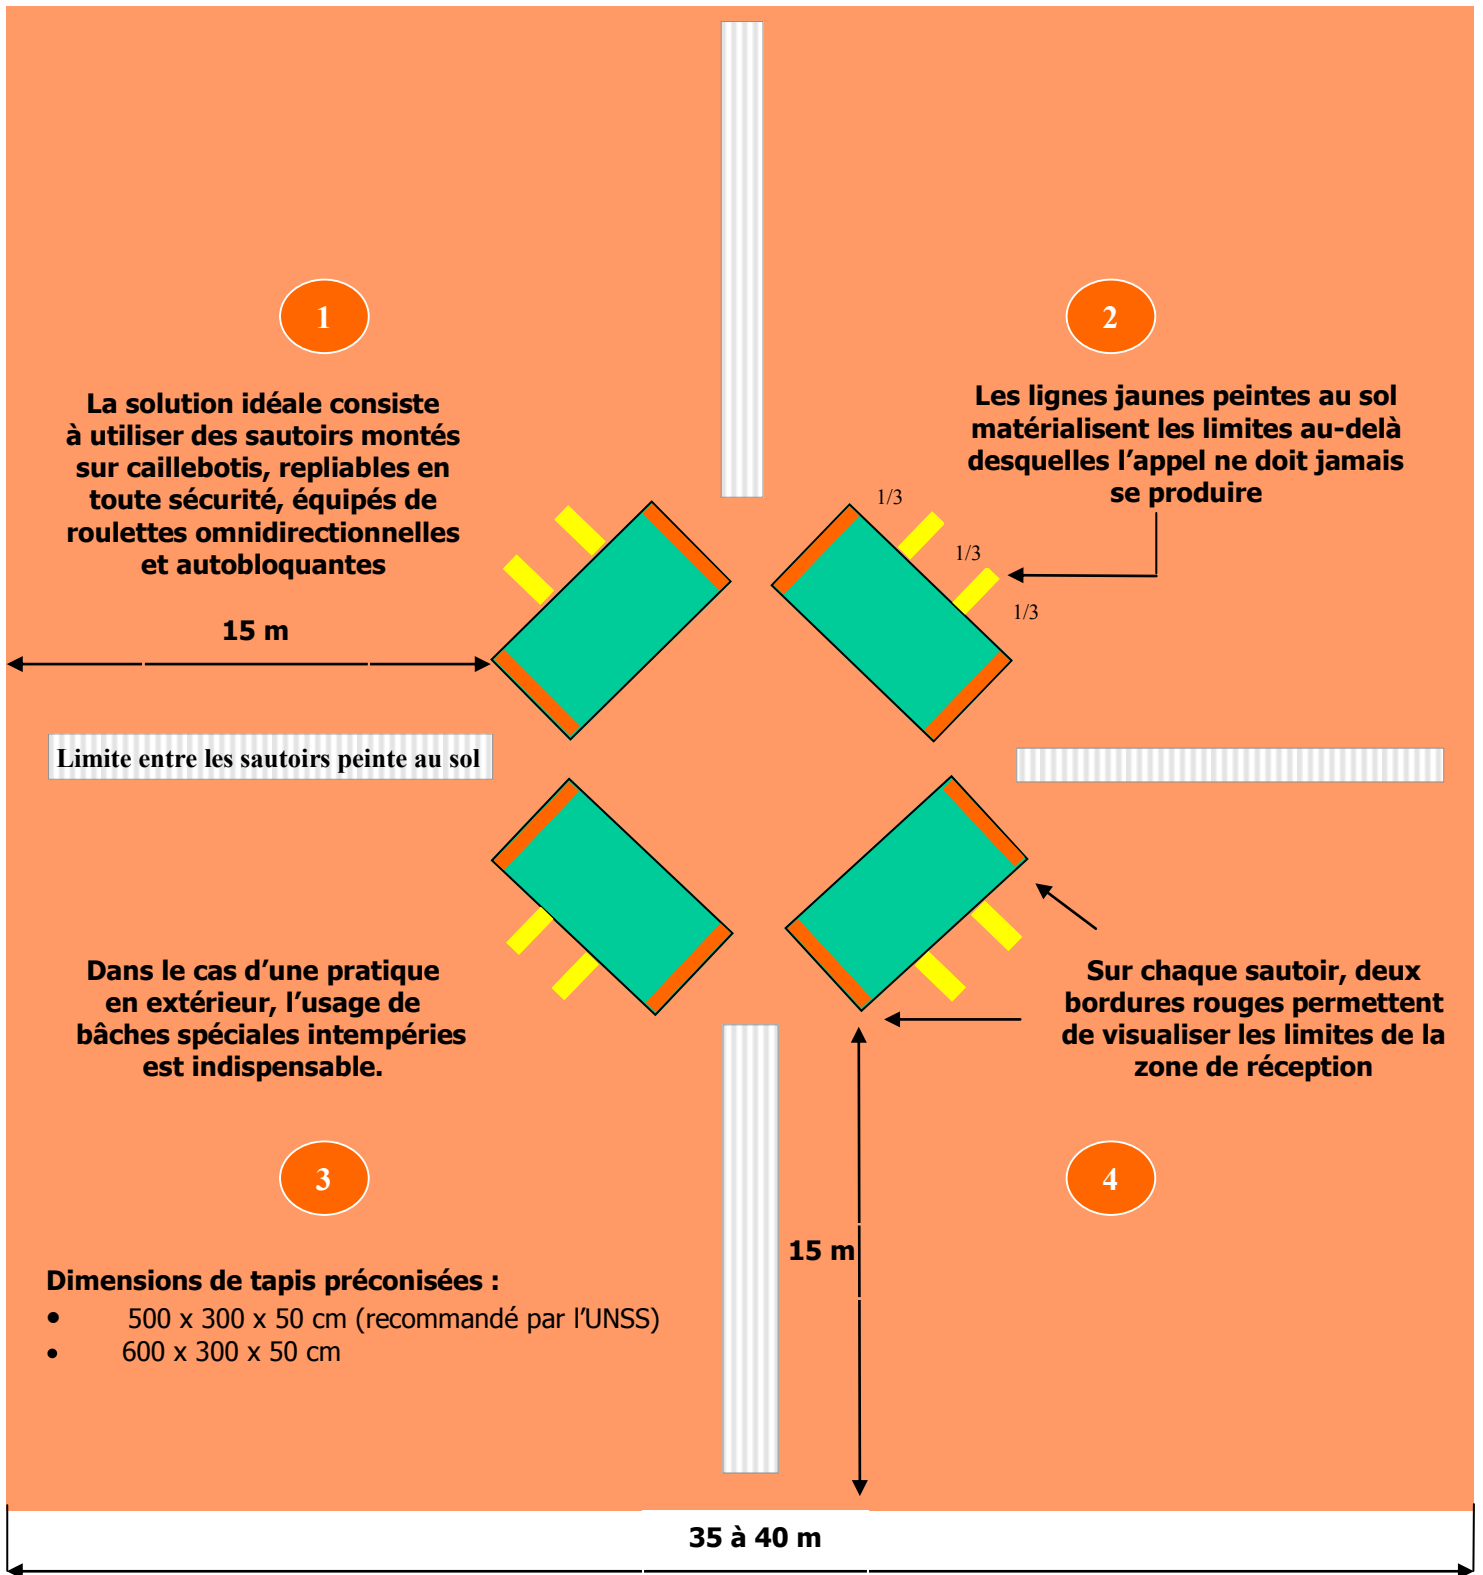 1
La solution idéale consiste
à utiliser des sautoirs montés
sur caillebotis, repliables en
toute sécurité, équipés de
roulettes omnidirectionnelles
et autobloquantes
2
Les lignes jaunes peintes au sol
matérialisent les limites au-delà
desquelles l’appel ne doit jamais
se produire
1/3
1/3
1/3
15 m
Limite entre les sautoirs peinte au sol
Dans le cas d’une pratique
en extérieur, l’usage de
bâches spéciales intempéries
est indispensable.
Sur chaque sautoir, deux
bordures rouges permettent
de visualiser les limites de la
zone de réception
3
4
15 m
Dimensions de tapis préconisées :
• 500 x 300 x 50 cm (recommandé par l’UNSS)
• 600 x 300 x 50 cm
35 à 40 m